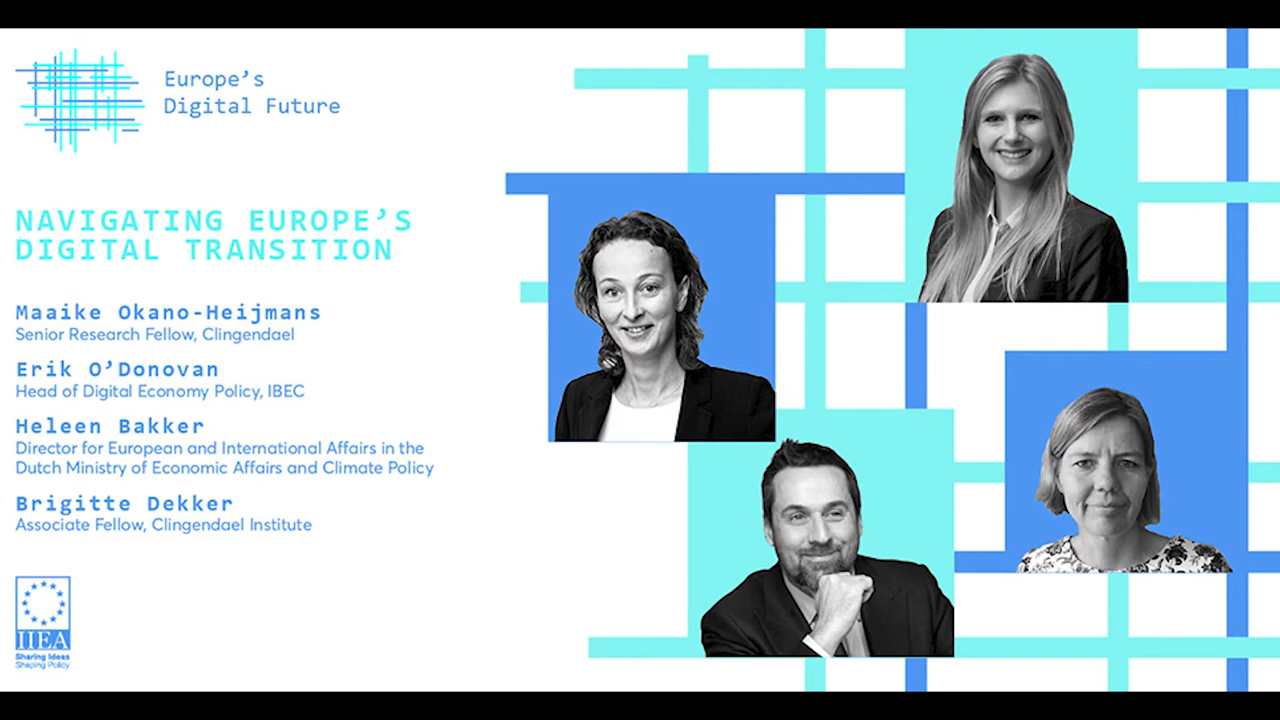 Europe's
Digital Future
NAVIGATING EUROPE'S
DIGITAL TRANSITION
Maaike Okano-Heijmans
Senior Research Fellow, Clingendael
Erik O'Donovan
Head of Digital Economy Policy, IBEC
Heleen Bakker
Director for European and International Affairs in the
Dutch Ministry of Economic Affairs and Climate Policy
Brigitte Dekker
Associate Fellow, Clingendael Institute
IIEA
Sharing Ideas
Shaping Policy